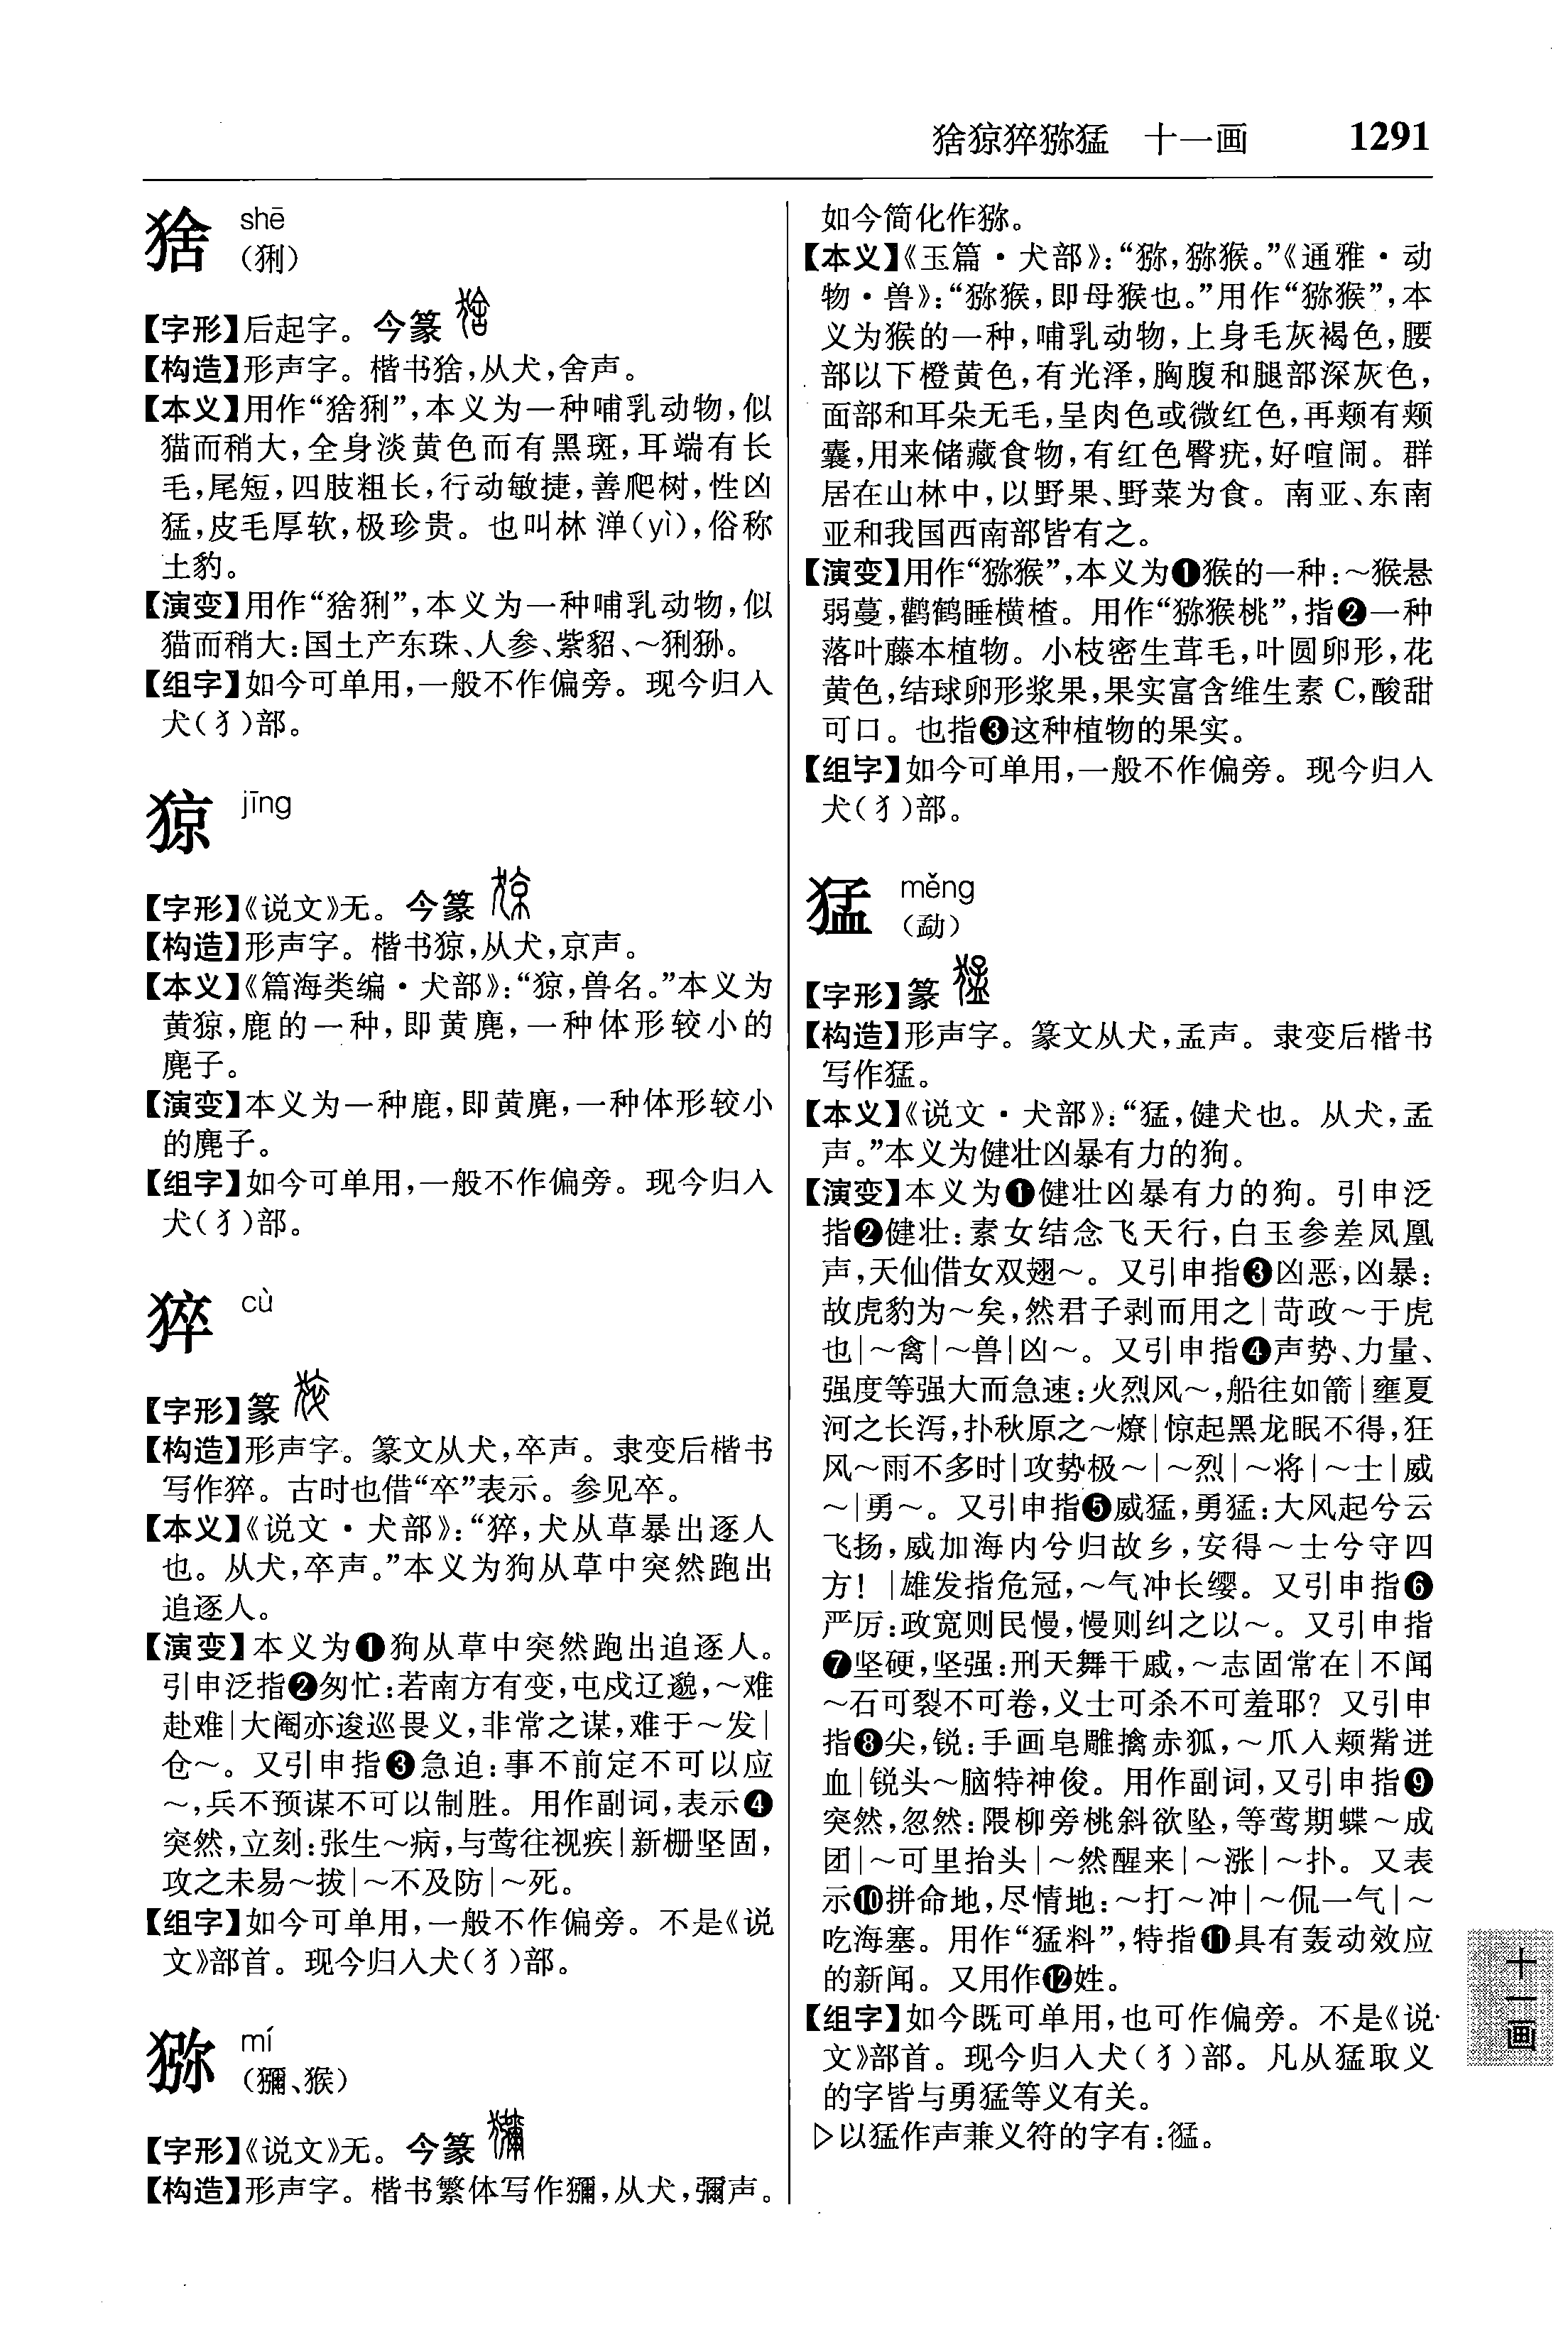 猞猄猝猕猛 十一画 1291
猞 shē
（猁）
【字形】后起字。今篆
【构造】形声字。楷书猞，从犬，舍声。
【本义】用作“猞猁”，本义为一种哺乳动物，似
猫而稍大，全身淡黄色而有黑斑，耳端有长
毛，尾短，四肢粗长，行动敏捷，善爬树，性凶
猛，皮毛厚软，极珍贵。也叫林㴔(yì)，俗称
土豹。
【演变】用作“猞猁”，本义为一种哺乳动物，似
猫而稍大：国土产东珠、人参、紫貂、～猁狲。
【组字】如今可单用，一般不作偏旁。现今归入
犬(犭)部。
猄 jīng
【字形】《说文》无。今篆
【构造】形声字。楷书猄，从犬，京声。
【本义】《篇海类编·犬部》：“猄，兽名。”本义为
黄猄，鹿的一种，即黄麂，一种体形较小的
麂子。
【演变】本义为一种鹿，即黄麂，一种体形较小
的麂子。
【组字】如今可单用，一般不作偏旁。现今归入
犬(犭)部。
猝 cù
【字形】篆
【构造】形声字。篆文从犬，卒声。隶变后楷书
写作猝。古时也借“卒”表示。参见卒。
【本义】《说文·犬部》：“猝，犬从草暴出逐人
也。从犬，卒声。”本义为狗从草中突然跑出
追逐人。
【演变】本义为❶狗从草中突然跑出追逐人。
引申泛指❷匆忙：若南方有变，屯戍辽邈，～难
赴难|大阉亦逡巡畏义，非常之谋，难于～发|
仓～。又引申指❸急迫：事不前定不可以应
～，兵不预谋不可以制胜。用作副词，表示❹
突然，立刻：张生～病，与莺往视疾|新栅坚固，
攻之未易～拔|～不及防|～死。
【组字】如今可单用，一般不作偏旁。不是《说
文》部首。现今归入犬(犭)部。
猕 mí
（獼、猴）
【字形】《说文》无。今篆
【构造】形声字。楷书繁体写作獼，从犬，彌声。
如今简化作猕。
【本义】《玉篇·犬部》：“猕，猕猴。”《通雅·动
物·兽》：“猕猴，即母猴也。”用作“猕猴”，本
义为猴的一种，哺乳动物，上身毛灰褐色，腰
部以下橙黄色，有光泽，胸腹和腿部深灰色，
面部和耳朵无毛，呈肉色或微红色，再颊有颊
囊，用来储藏食物，有红色臀疣，好喧闹。群
居在山林中，以野果、野菜为食。南亚、东南
亚和我国西南部皆有之。
【演变】用作“猕猴”，本义为❶猴的一种：～猴悬
弱蔓，鹳鹤睡横楂。用作“猕猴桃”，指❷一种
落叶藤本植物。小枝密生茸毛，叶圆卵形，花
黄色，结球卵形浆果，果实富含维生素C，酸甜
可口。也指❸这种植物的果实。
【组字】如今可单用，一般不作偏旁。现今归入
犬(犭)部。
猛 měng
（勐）
【字形】篆
【构造】形声字。篆文从犬，孟声。隶变后楷书
写作猛。
【本义】《说文·犬部》：“猛，健犬也。从犬，孟
声。”本义为健壮凶暴有力的狗。
【演变】本义为❶健壮凶暴有力的狗。引申泛
指❷健壮：素女结念飞天行，白玉参差凤凰
声，天仙借女双翅～。又引申指❸凶恶，凶暴：
故虎豹为～矣，然君子剥而用之|苛政～于虎
也|～禽|～兽|凶～。又引申指❹声势、力量、
强度等强大而急速：火烈风～，船往如箭|壅夏
河之长泻，扑秋原之～燎|惊起黑龙眠不得，狂
风～雨不多时|攻势极～|～烈|～将|～士|威
～|勇～。又引申指❺威猛，勇猛：大风起兮云
飞扬，威加海内兮归故乡，安得～士兮守四
方！|雄发指危冠，～气冲长缨。又引申指❻
严厉：政宽则民慢，慢则纠之以～。又引申指
❼坚硬，坚强：刑天舞干戚，～志固常在|不闻
～石可裂不可卷，义士可杀不可羞耶？又引申
指❽尖，锐：手画皂雕擒赤狐，～爪入颊觜迸
血|锐头～脑特神俊。用作副词，又引申指❾
突然，忽然：隈柳旁桃斜欲坠，等莺期蝶～成
团|～可里抬头|～然醒来|～涨|～扑。又表
示❿拼命地，尽情地：～打～冲|～侃一气|～
吃海塞。用作“猛料”，特指⓫具有轰动效应
的新闻。又用作⓬姓。
【组字】如今既可单用，也可作偏旁。不是《说
文》部首。现今归入犬(犭)部。凡从猛取义
的字皆与勇猛等义有关。
▷以猛作声兼义符的字有：
十一画